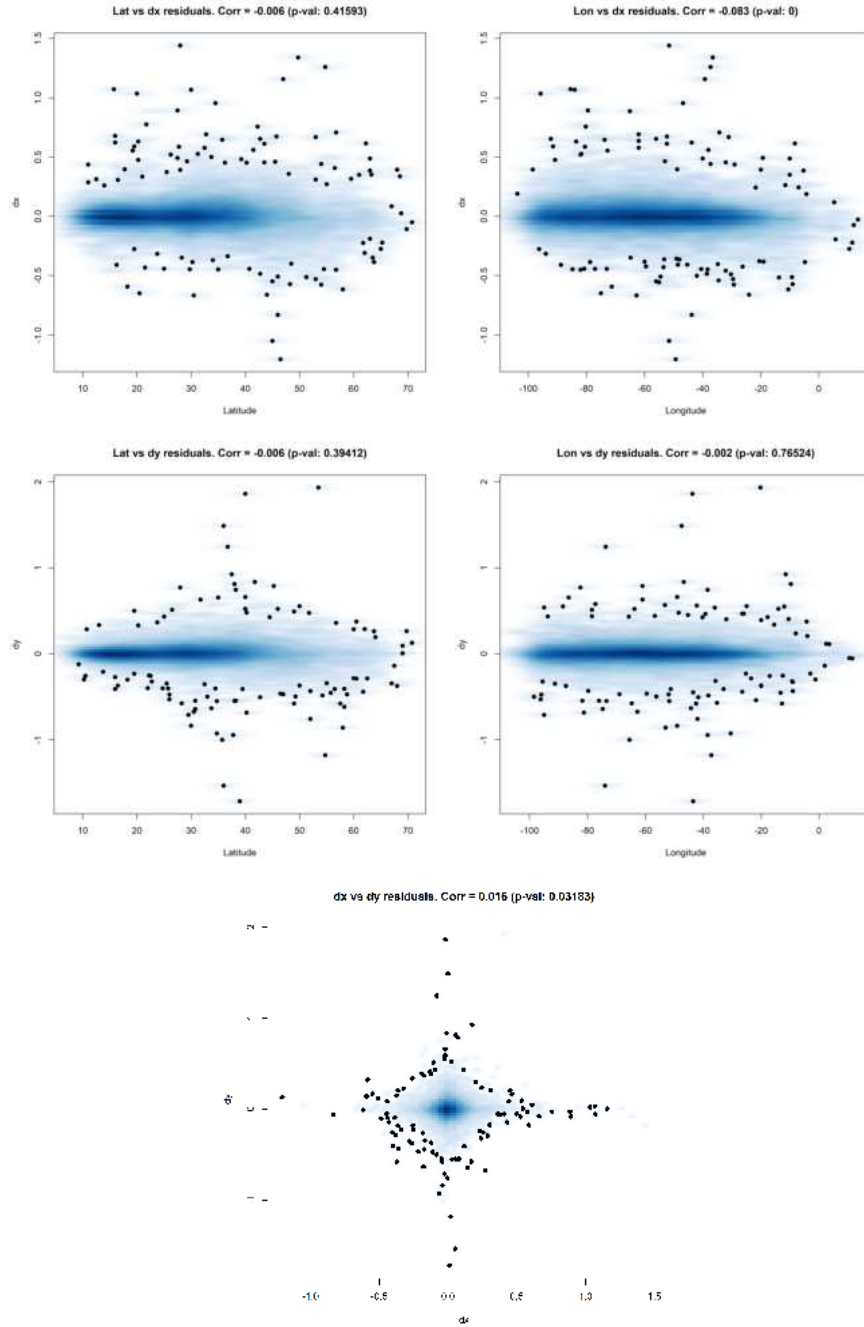 Lat vs dx residuals. Corr = -0.006 (p-val: 0.41593)
Lon vs dx residuals. Corr = -0.083 (p-val: 0)
dx
1.5
1.0
0.5
0.0
-0.5
-1.0
10 20 30 40 50 60 70
Latitude
dx
1.5
1.0
0.5
0.0
-0.5
-1.0
-100 -80 -60 -40 -20 0
Longitude
Lat vs dy residuals. Corr = -0.006 (p-val: 0.39412)
Lon vs dy residuals. Corr = -0.002 (p-val: 0.76524)
dy
2
1
0
-1
10 20 30 40 50 60 70
Latitude
dy
2
1
0
-1
-100 -80 -60 -40 -20 0
Longitude
dx vs dy residuals. Corr = 0.016 (p-val: 0.03183)
dy
2
0
-1.0 -0.5 0.0 0.5 1.0 1.5
dx